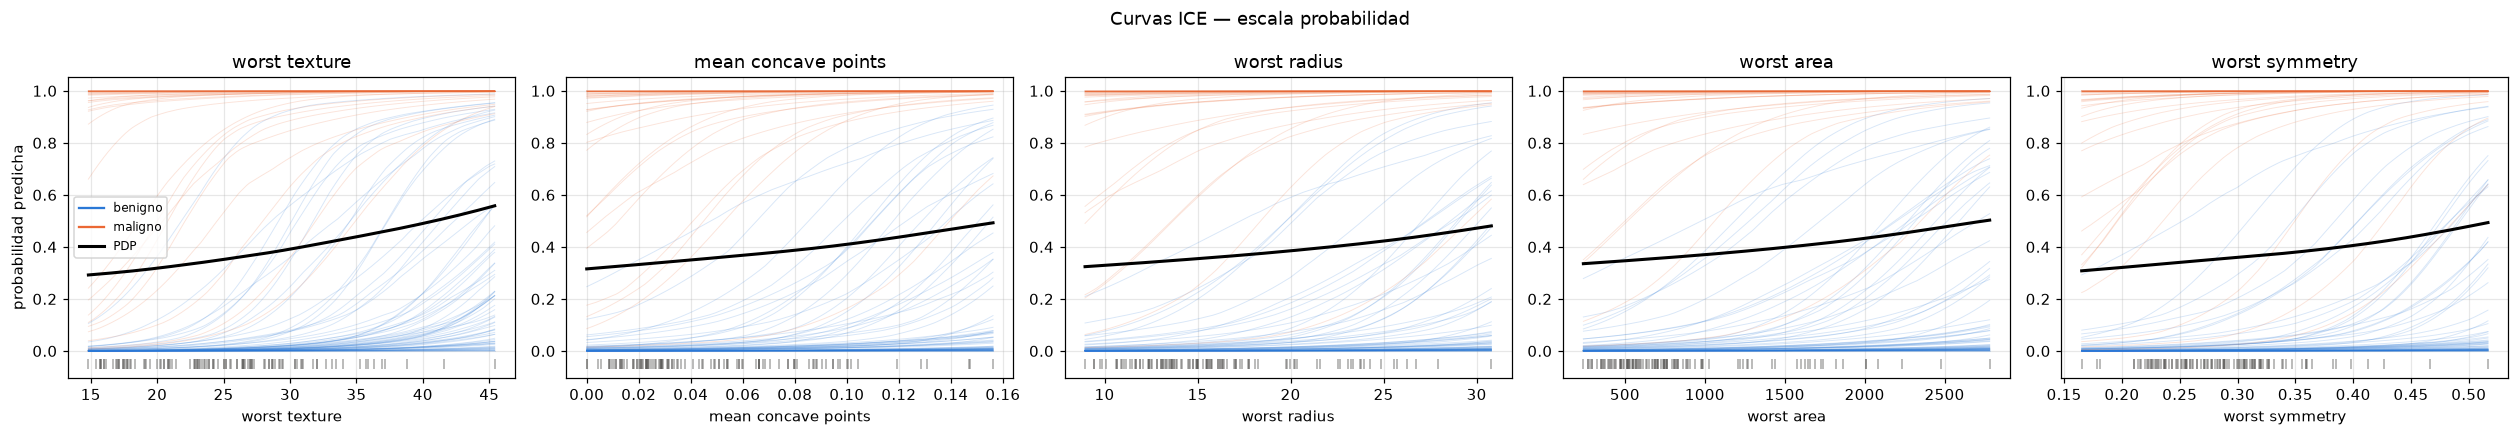 Curvas ICE — escala probabilidad
worst texture
mean concave points
worst radius
worst area
worst symmetry
probabilidad predicha
1.0
0.8
0.6
0.4
0.2
0.0
benigno
maligno
PDP
15 20 25 30 35 40 45
worst texture
1.0
0.8
0.6
0.4
0.2
0.0
0.00 0.02 0.04 0.06 0.08 0.10 0.12 0.14 0.16
mean concave points
1.0
0.8
0.6
0.4
0.2
0.0
10 15 20 25 30
worst radius
1.0
0.8
0.6
0.4
0.2
0.0
500 1000 1500 2000 2500
worst area
1.0
0.8
0.6
0.4
0.2
0.0
0.15 0.20 0.25 0.30 0.35 0.40 0.45 0.50
worst symmetry